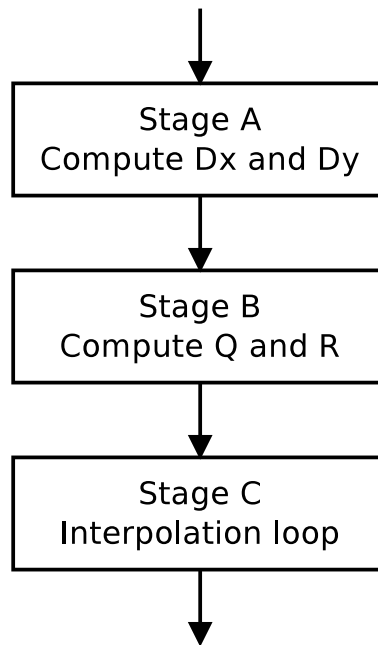 Stage A
Compute Dx and Dy
Stage B
Compute Q and R
Stage C
Interpolation loop